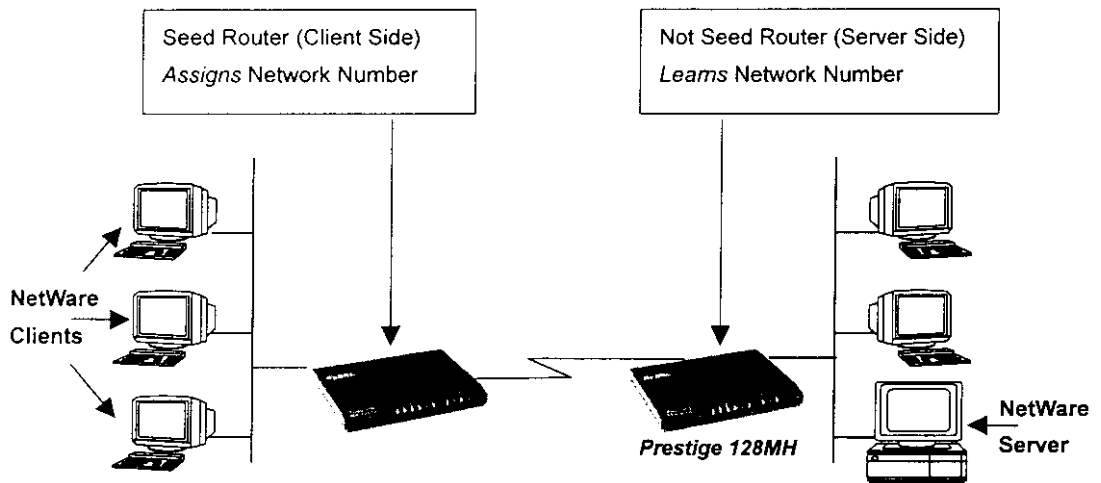 Seed Router (Client Side)
Assigns Network Number
Not Seed Router (Server Side)
Learns Network Number
NetWare
Clients
Prestige 128MH
NetWare
Server